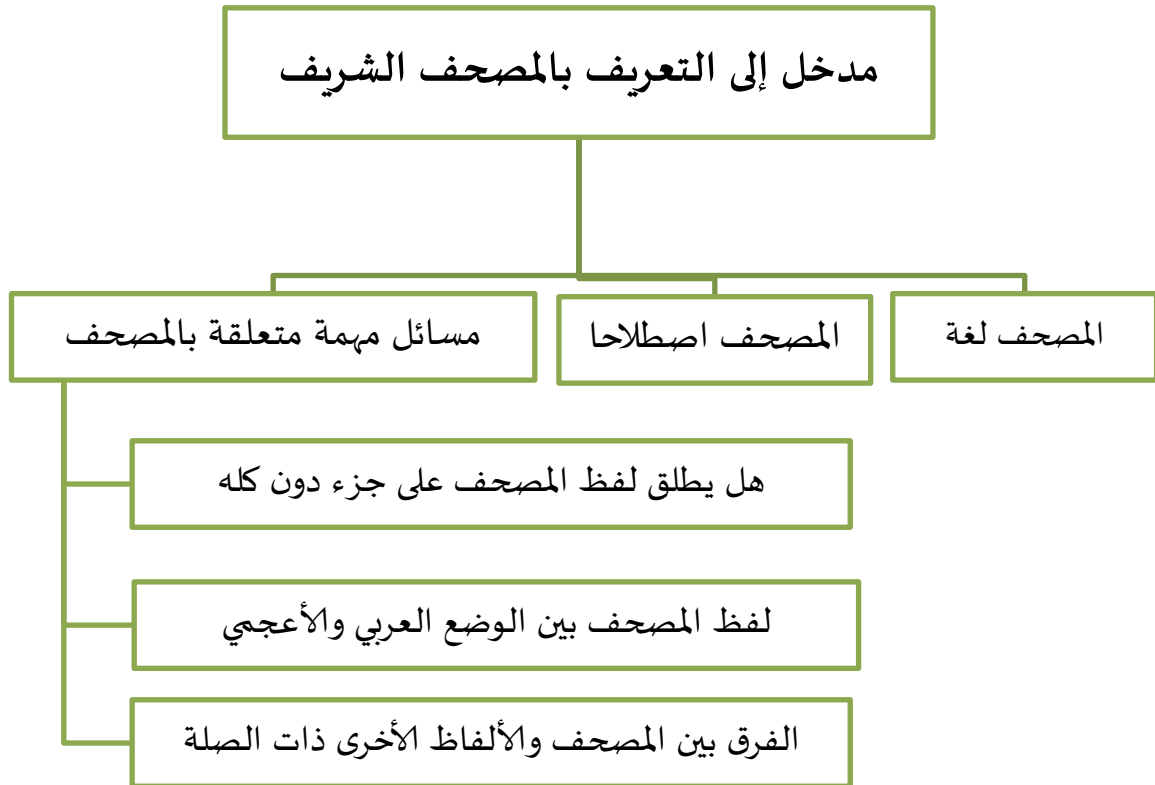 مدخل إلى التعريف بالمصحف الشريف
المصحف لغة
المصحف اصطلاحا
مسائل مهمة متعلقة بالمصحف
هل يطلق لفظ المصحف على جزء دون كله
لفظ المصحف بين الوضع العربي والأعجمي
الفرق بين المصحف والألفاظ الأخرى ذات الصلة